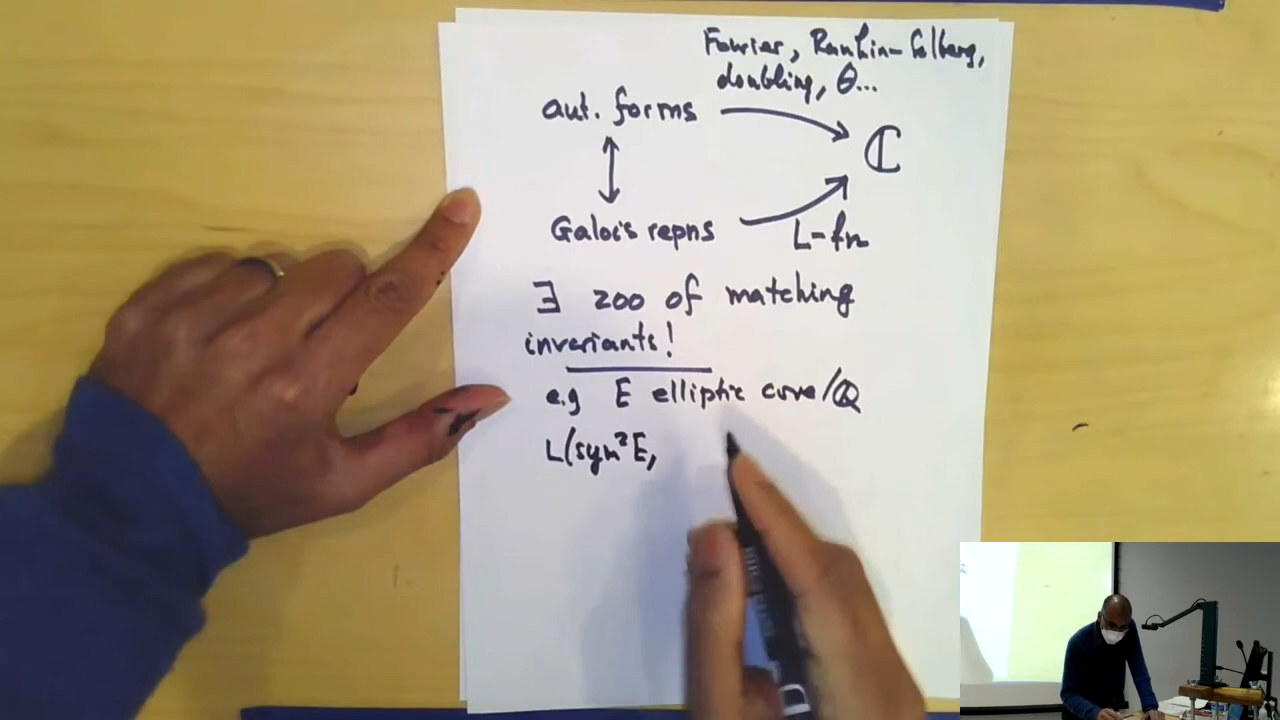 Fourier, Rankin-Selberg,
doubling, Θ...
aut. forms
ℂ
Galois repns
L-fn
∃ zoo of matching
invariants!
e.g E elliptic curve/ℚ
L(sym²E,